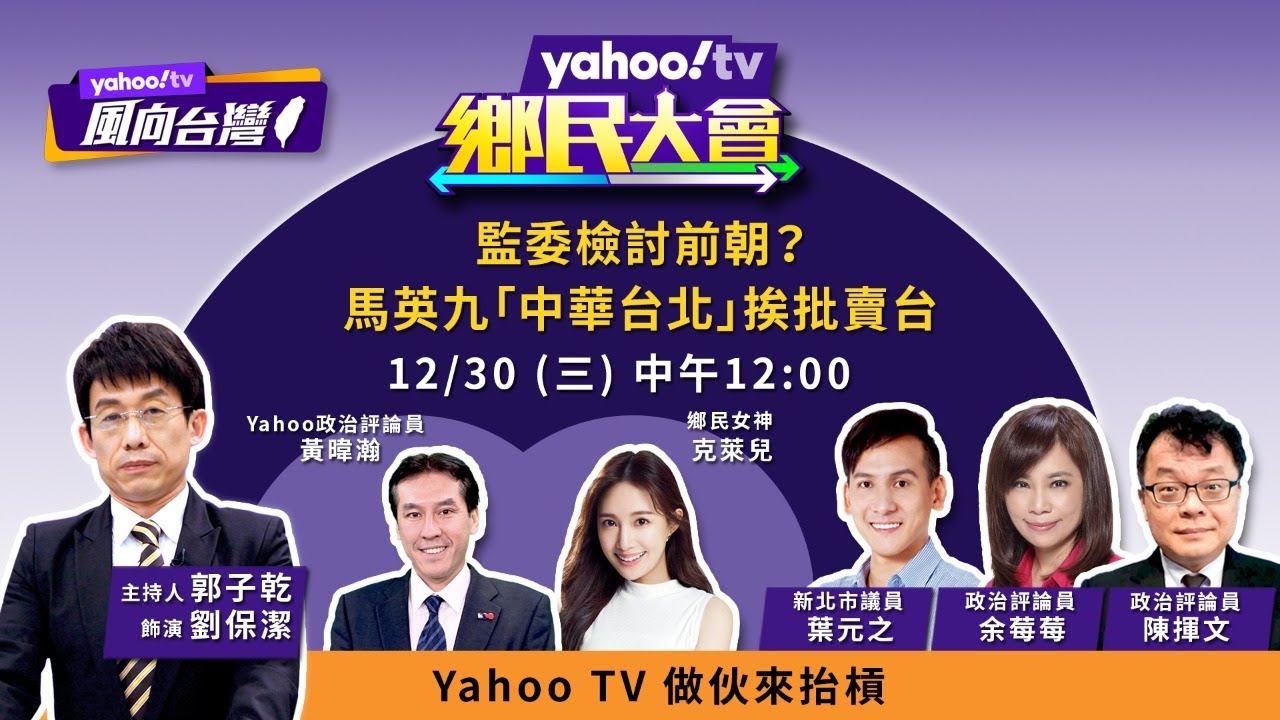 yahoo!tv
風向台灣
yahoo!tv
鄉民大會
監委檢討前朝？
馬英九「中華台北」挨批賣台
12/30 (三) 中午12:00
Yahoo政治評論員
黃暐瀚
鄉民女神
克萊兒
主持人 郭子乾
飾演 劉保潔
新北市議員
葉元之
政治評論員
余莓莓
政治評論員
陳揮文
Yahoo TV 做伙來抬槓